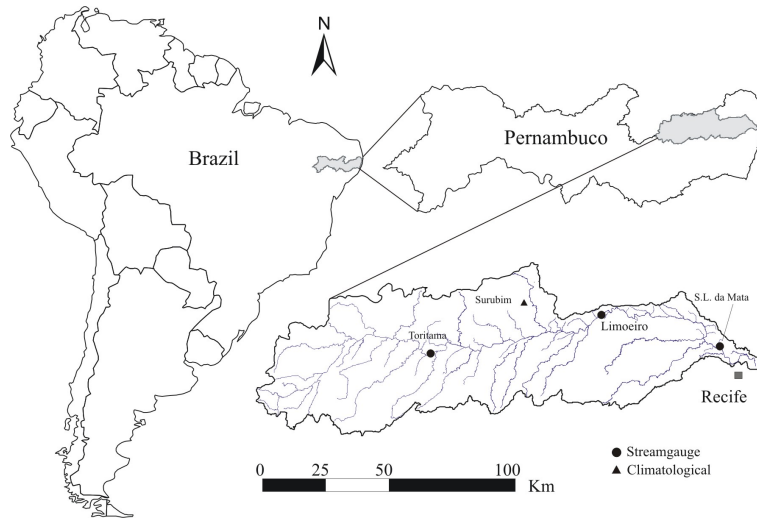 N
Brazil
Pernambuco
Surubim
S.L. da Mata
Limoeiro
Toritama
Recife
Streamgauge
Climatological
0 25 50 100
Km